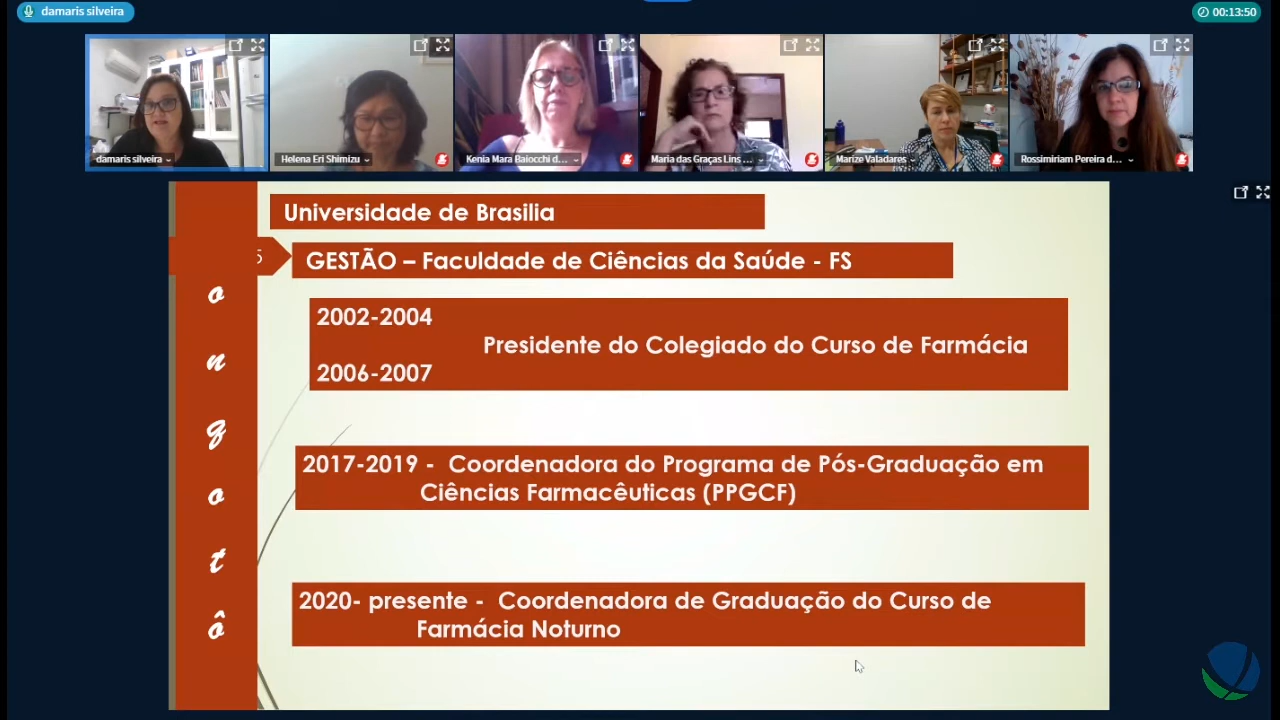 damaris silveira
00:13:50
damaris silveira
Helena Eri Shimizu
Kenia Mara Baiocchi d...
Maria das Graças Lins ...
Marize Valadares
Rossimiriam Pereira d...
Universidade de Brasilia
5
GESTÃO – Faculdade de Ciências da Saúde - FS
2002-2004
Presidente do Colegiado do Curso de Farmácia
2006-2007
2017-2019 - Coordenadora do Programa de Pós-Graduação em
Ciências Farmacêuticas (PPGCF)
2020- presente - Coordenadora de Graduação do Curso de
Farmácia Noturno
o
n
q
o
t
ô